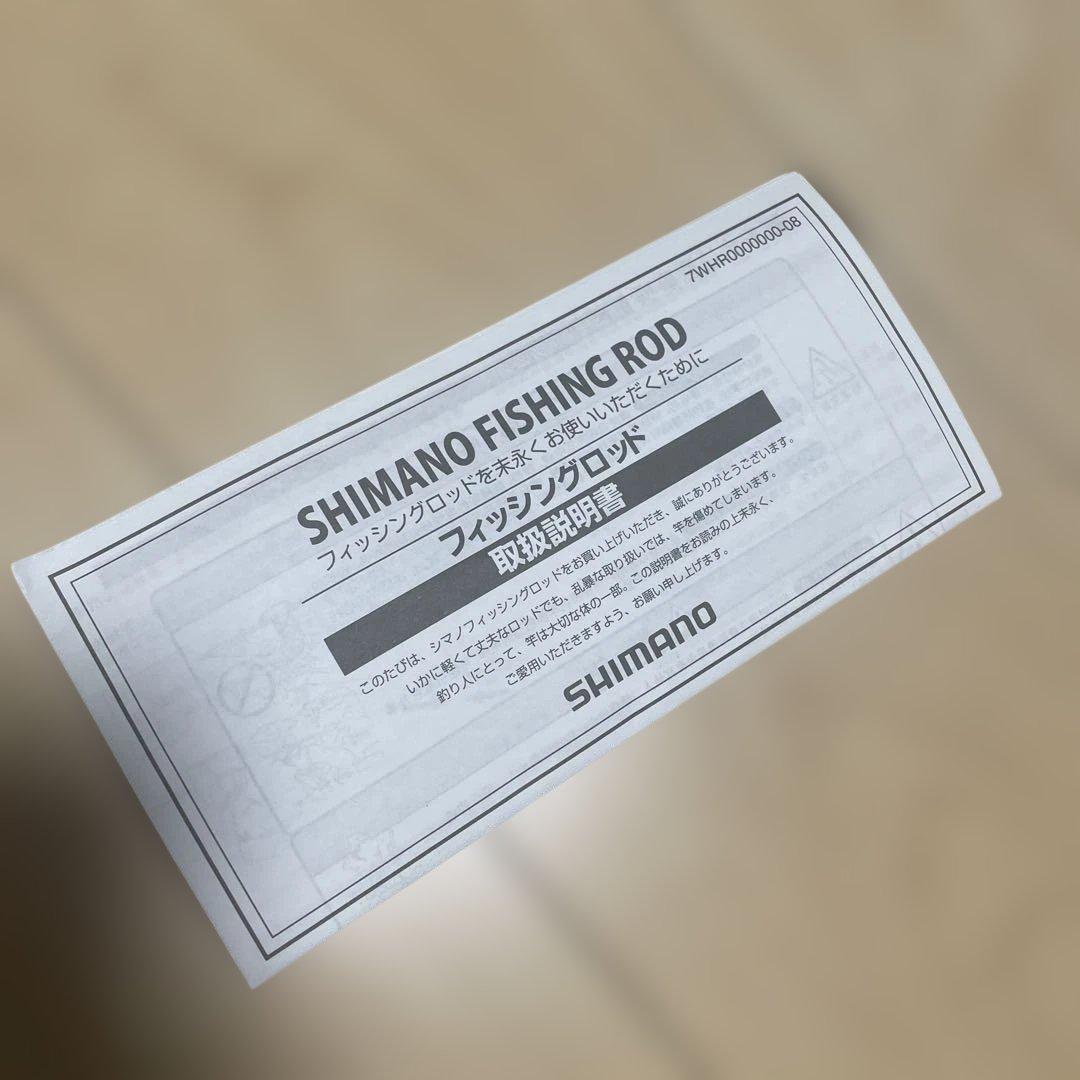 7WHR0000000-08
SHIMANO FISHING ROD
フィッシングロッドを末永くお使いいただくために
フィッシングロッド
取扱説明書
このたびは、シマノフィッシングロッドをお買い上げいただき、誠にありがとうございます。
いかに軽くて丈夫なロッドでも、乱暴な取り扱いでは、竿を傷めてしまいます。
釣り人にとって、竿は大切な体の一部。この説明書をお読みの上末永く、
ご愛用いただきますよう、お願い申し上げます。
SHIMANO